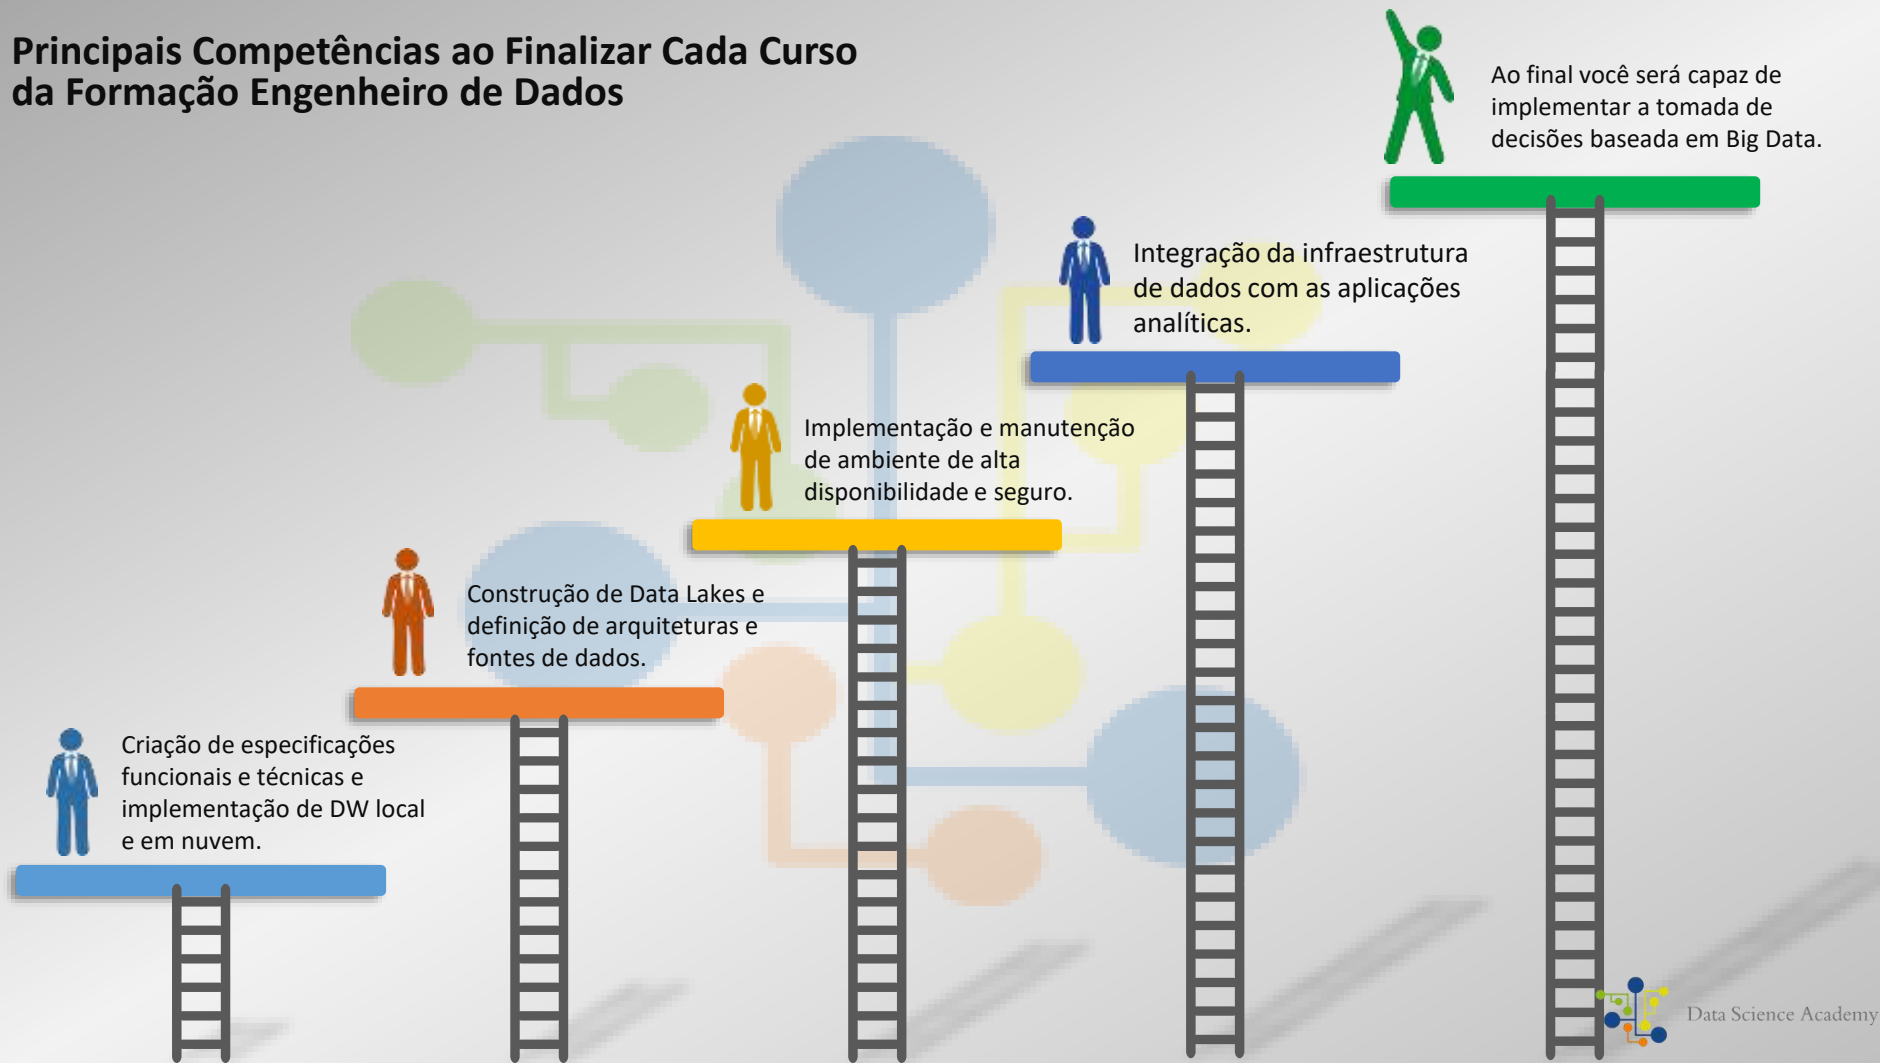 Principais Competências ao Finalizar Cada Curso
da Formação Engenheiro de Dados
Ao final você será capaz de
implementar a tomada de
decisões baseada em Big Data.
Integração da infraestrutura
de dados com as aplicações
analíticas.
Implementação e manutenção
de ambiente de alta
disponibilidade e seguro.
Construção de Data Lakes e
definição de arquiteturas e
fontes de dados.
Criação de especificações
funcionais e técnicas e
implementação de DW local
e em nuvem.
Data Science Academy